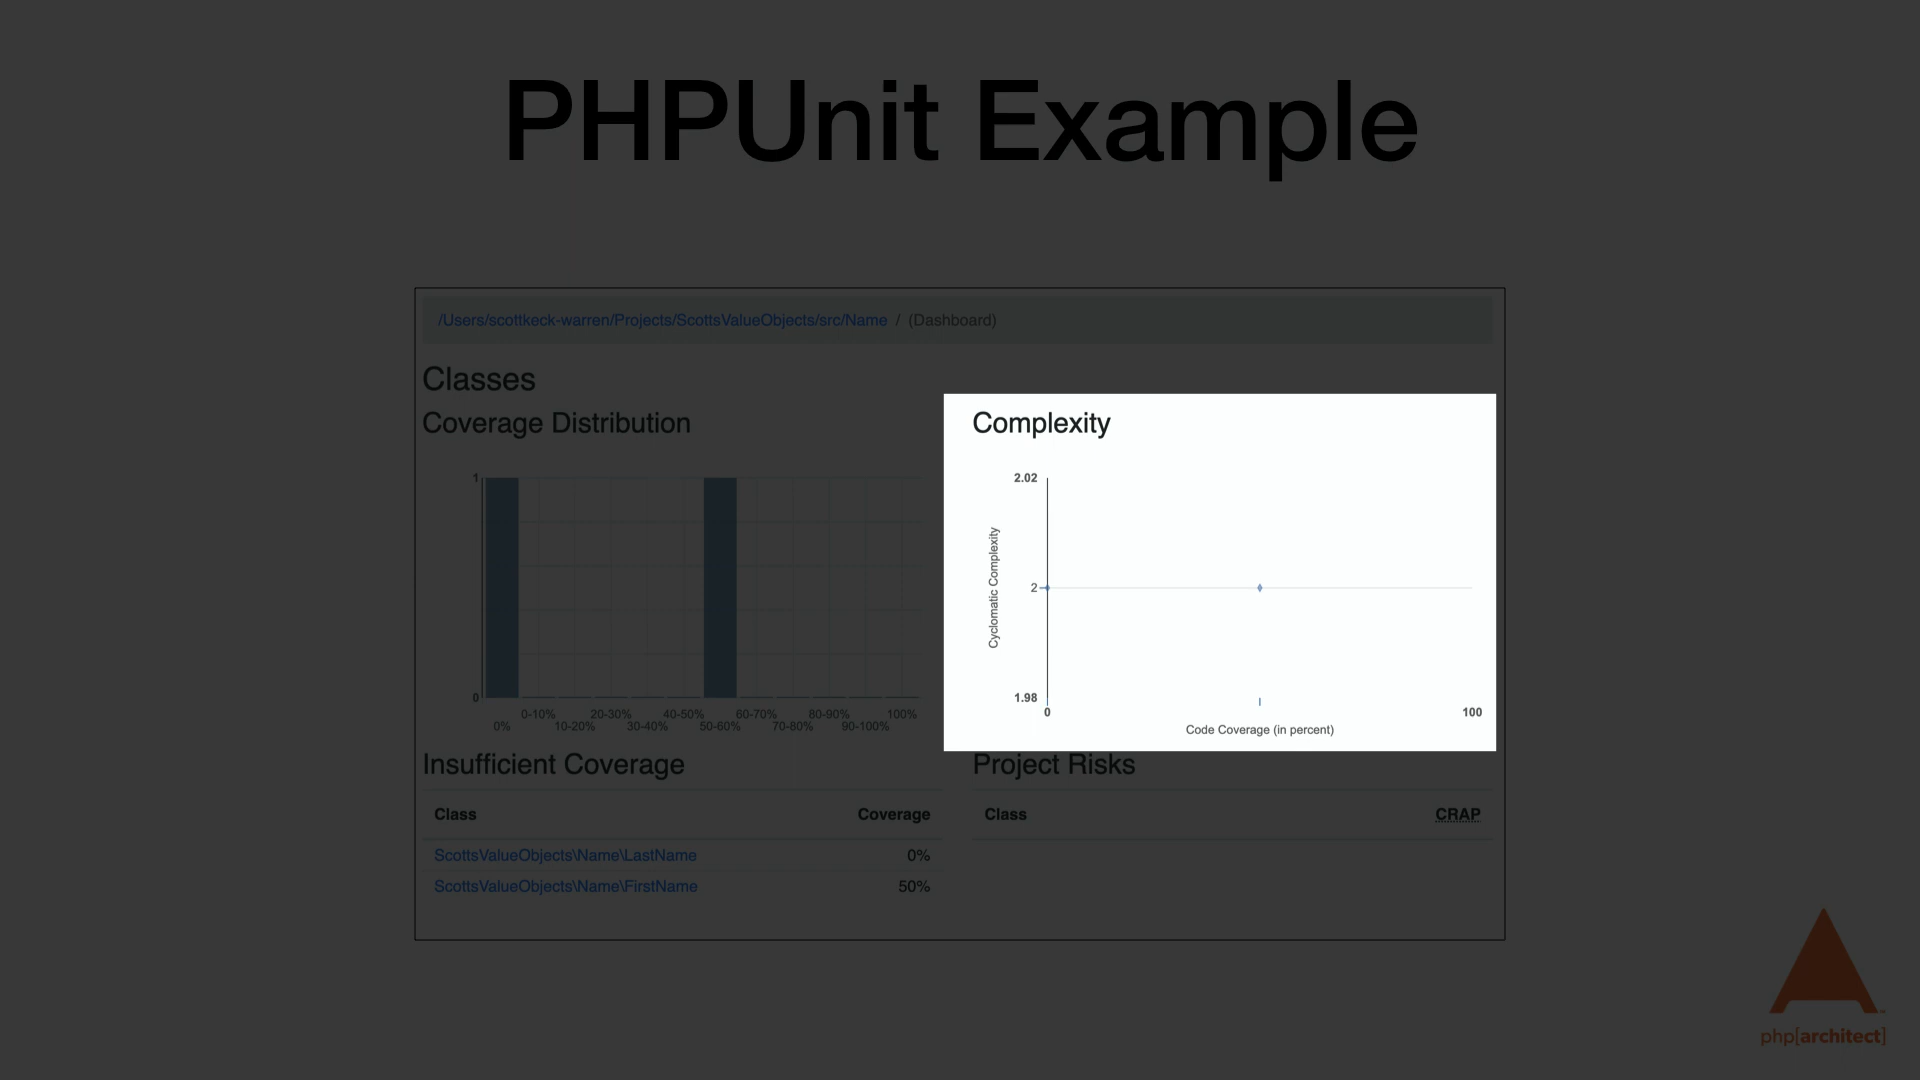 PHPUnit Example
/Users/scottkeck-warren/Projects/ScottsValueObjects/src/Name / (Dashboard)
Classes
Coverage Distribution
1
0
0%
0-10%
10-20%
20-30%
30-40%
40-50%
50-60%
60-70%
70-80%
80-90%
90-100%
100%
Complexity
2.02
2
1.98
Cyclomatic Complexity
0
100
Code Coverage (in percent)
Insufficient Coverage
Class Coverage
ScottsValueObjects\Name\LastName 0%
ScottsValueObjects\Name\FirstName 50%
Project Risks
Class CRAP
php[architect]